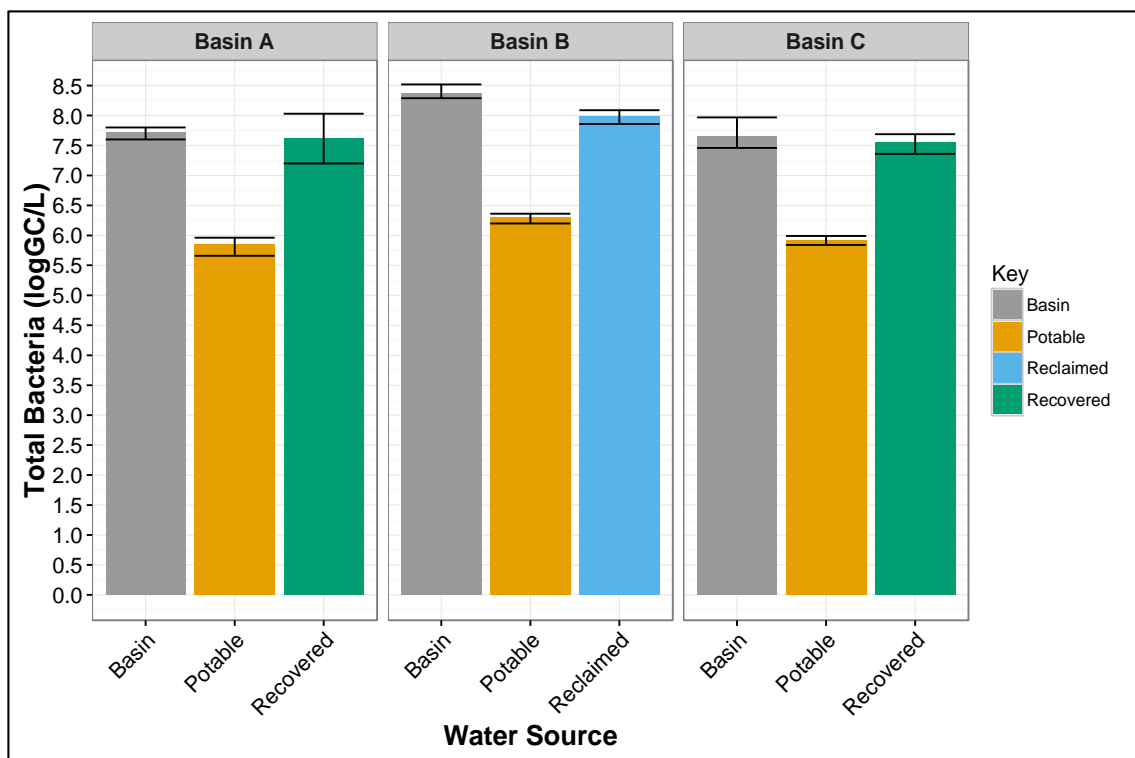 Basin A
Basin B
Basin C
Total Bacteria (logGC/L)
8.5
8.0
7.5
7.0
6.5
6.0
5.5
5.0
4.5
4.0
3.5
3.0
2.5
2.0
1.5
1.0
0.5
0.0
Basin
Potable
Recovered
Basin
Potable
Reclaimed
Basin
Potable
Recovered
Water Source
Key
Basin
Potable
Reclaimed
Recovered